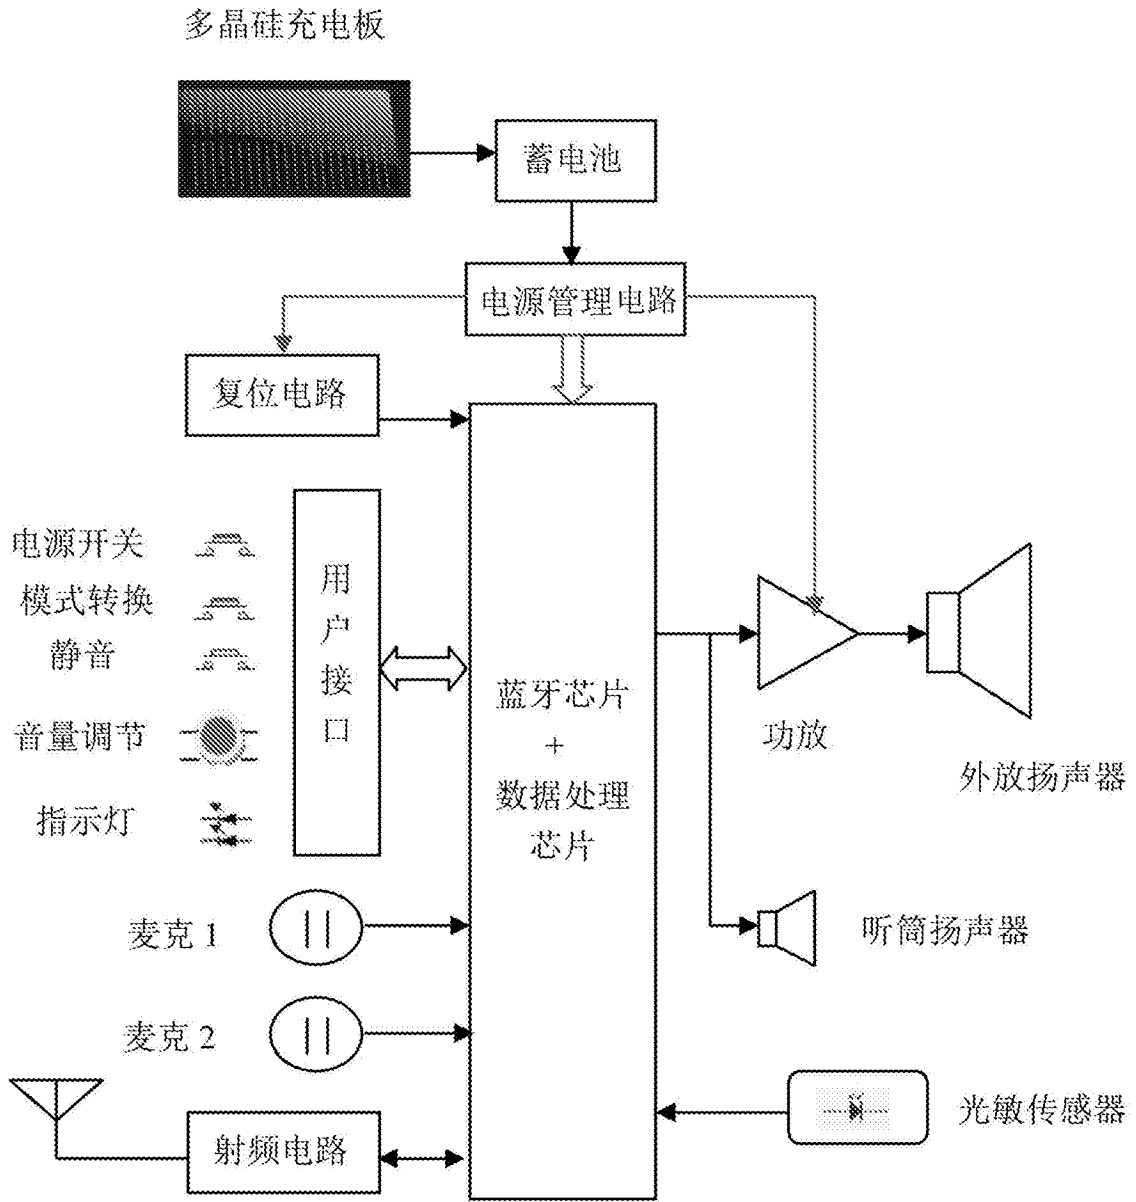 多晶硅充电板
蓄电池
电源管理电路
复位电路
电源开关
模式转换
静音
音量调节
指示灯
用
户
接
口
蓝牙芯片
+
数据处理
芯片
功放
外放扬声器
麦克1
听筒扬声器
麦克2
光敏传感器
射频电路